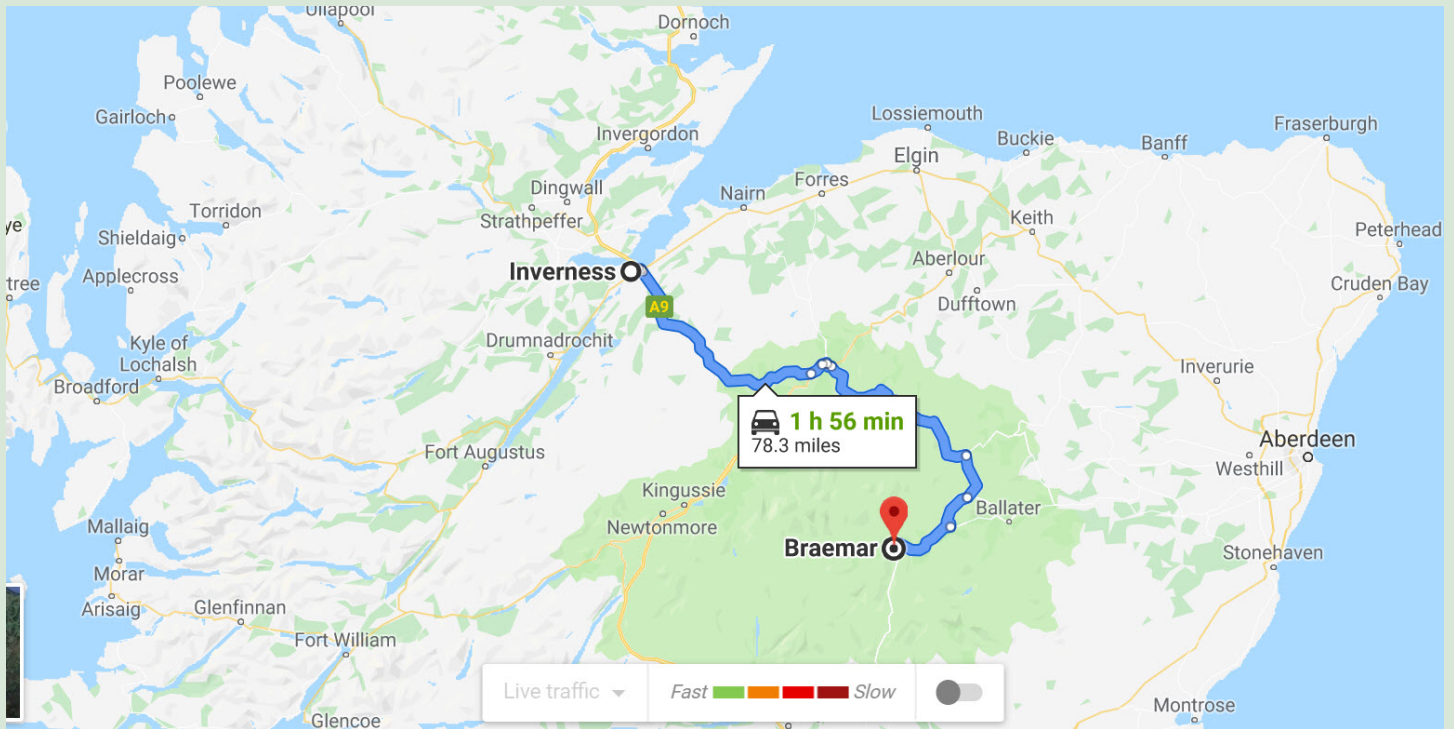 Ullapool
Dornoch
Poolewe
Gairloch
Invergordon
Lossiemouth
Buckie
Banff
Fraserburgh
Elgin
Dingwall
Nairn
Forres
Torridon
Strathpeffer
Keith
ye
Shieldaig
Peterhead
Inverness
Aberlour
tree
Applecross
Cruden Bay
A9
Dufftown
Kyle of
Lochalsh
Drumnadrochit
Inverurie
Broadford
1 h 56 min
78.3 miles
Aberdeen
Fort Augustus
Westhill
Kingussie
Ballater
Mallaig
Newtonmore
Braemar
Stonehaven
Morar
Arisaig
Glenfinnan
Fort William
Live traffic
Fast
Slow
Montrose
Glencoe